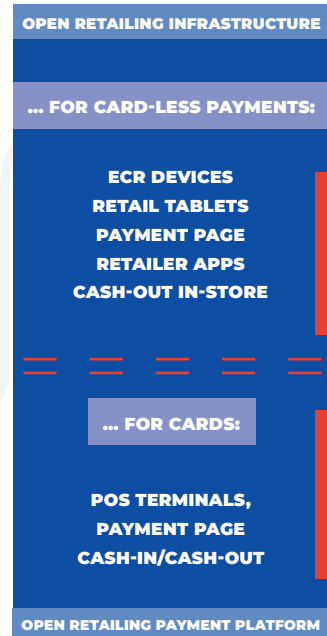 OPEN RETAILING INFRASTRUCTURE
... FOR CARD-LESS PAYMENTS:
ECR DEVICES
RETAIL TABLETS
PAYMENT PAGE
RETAILER APPS
CASH-OUT IN-STORE
... FOR CARDS:
POS TERMINALS,
PAYMENT PAGE
CASH-IN/CASH-OUT
OPEN RETAILING PAYMENT PLATFORM